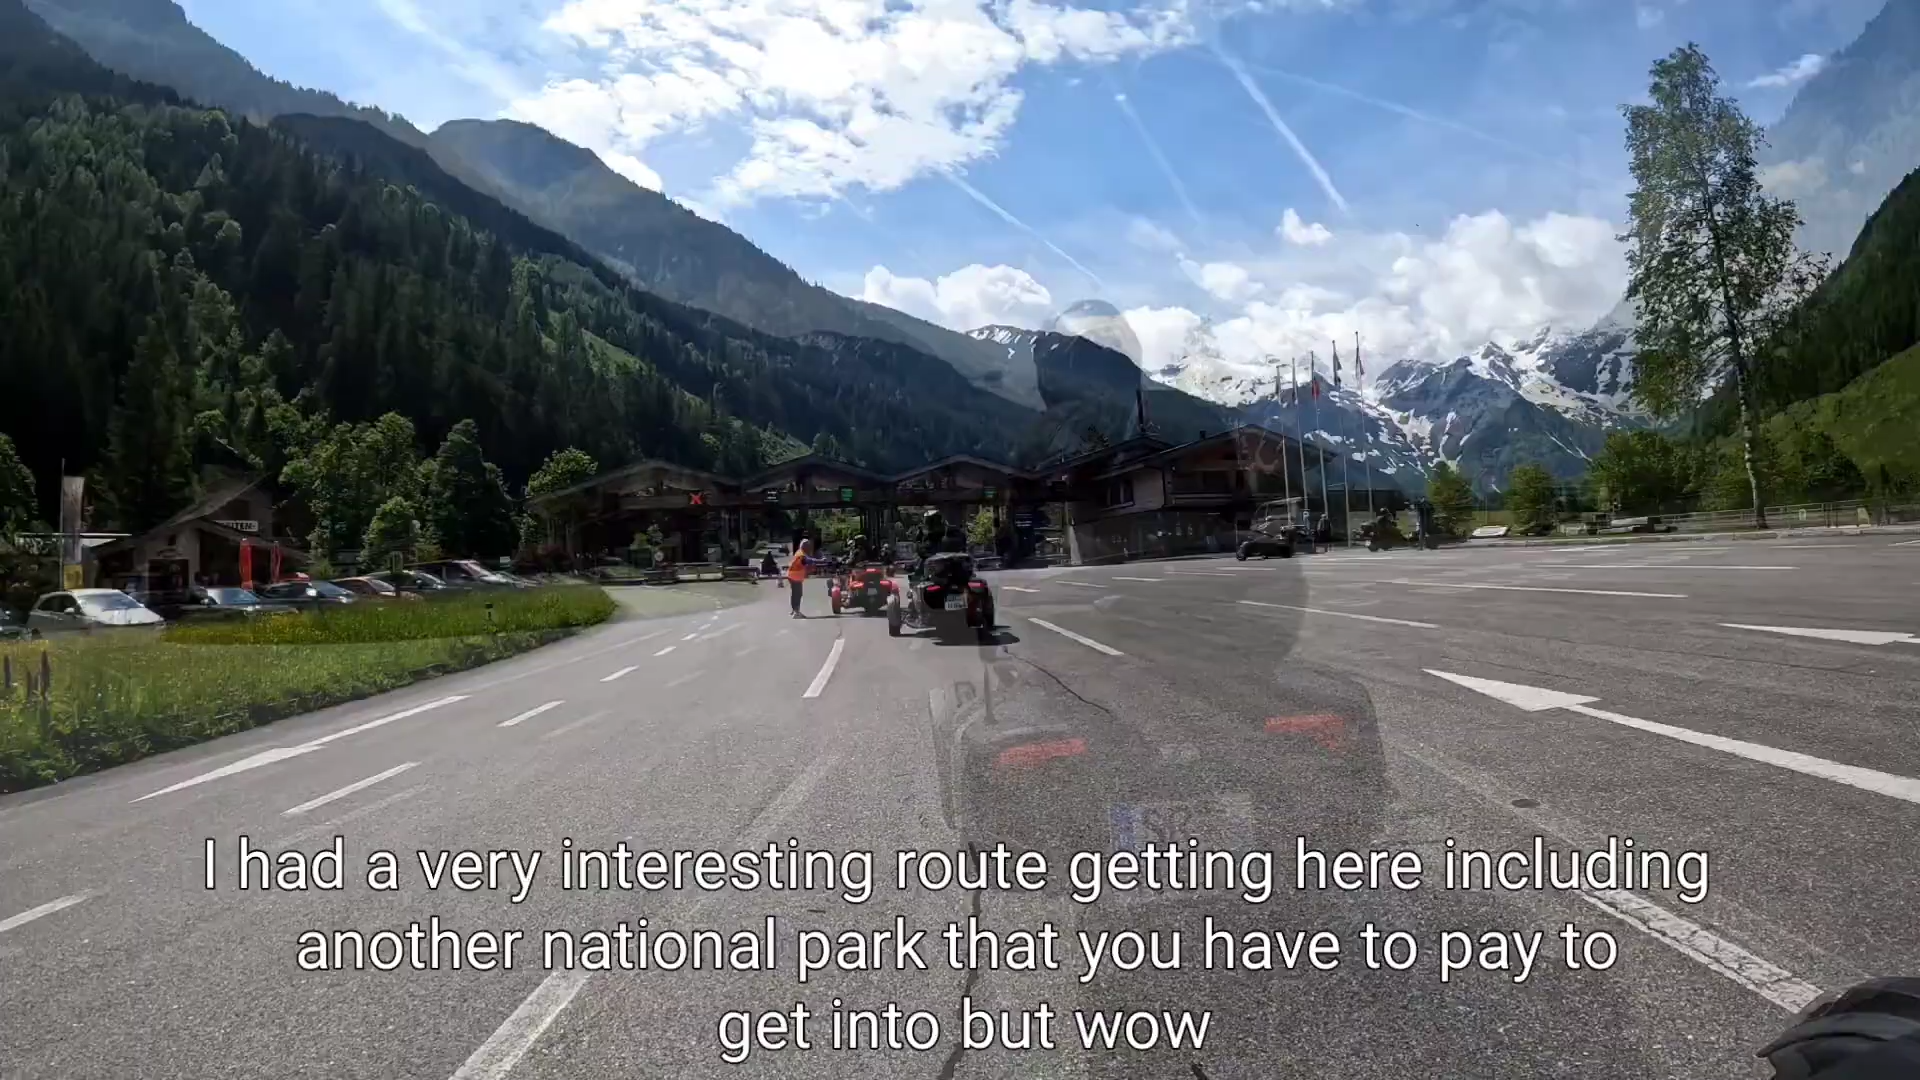 I had a very interesting route getting here including
another national park that you have to pay to
get into but wow